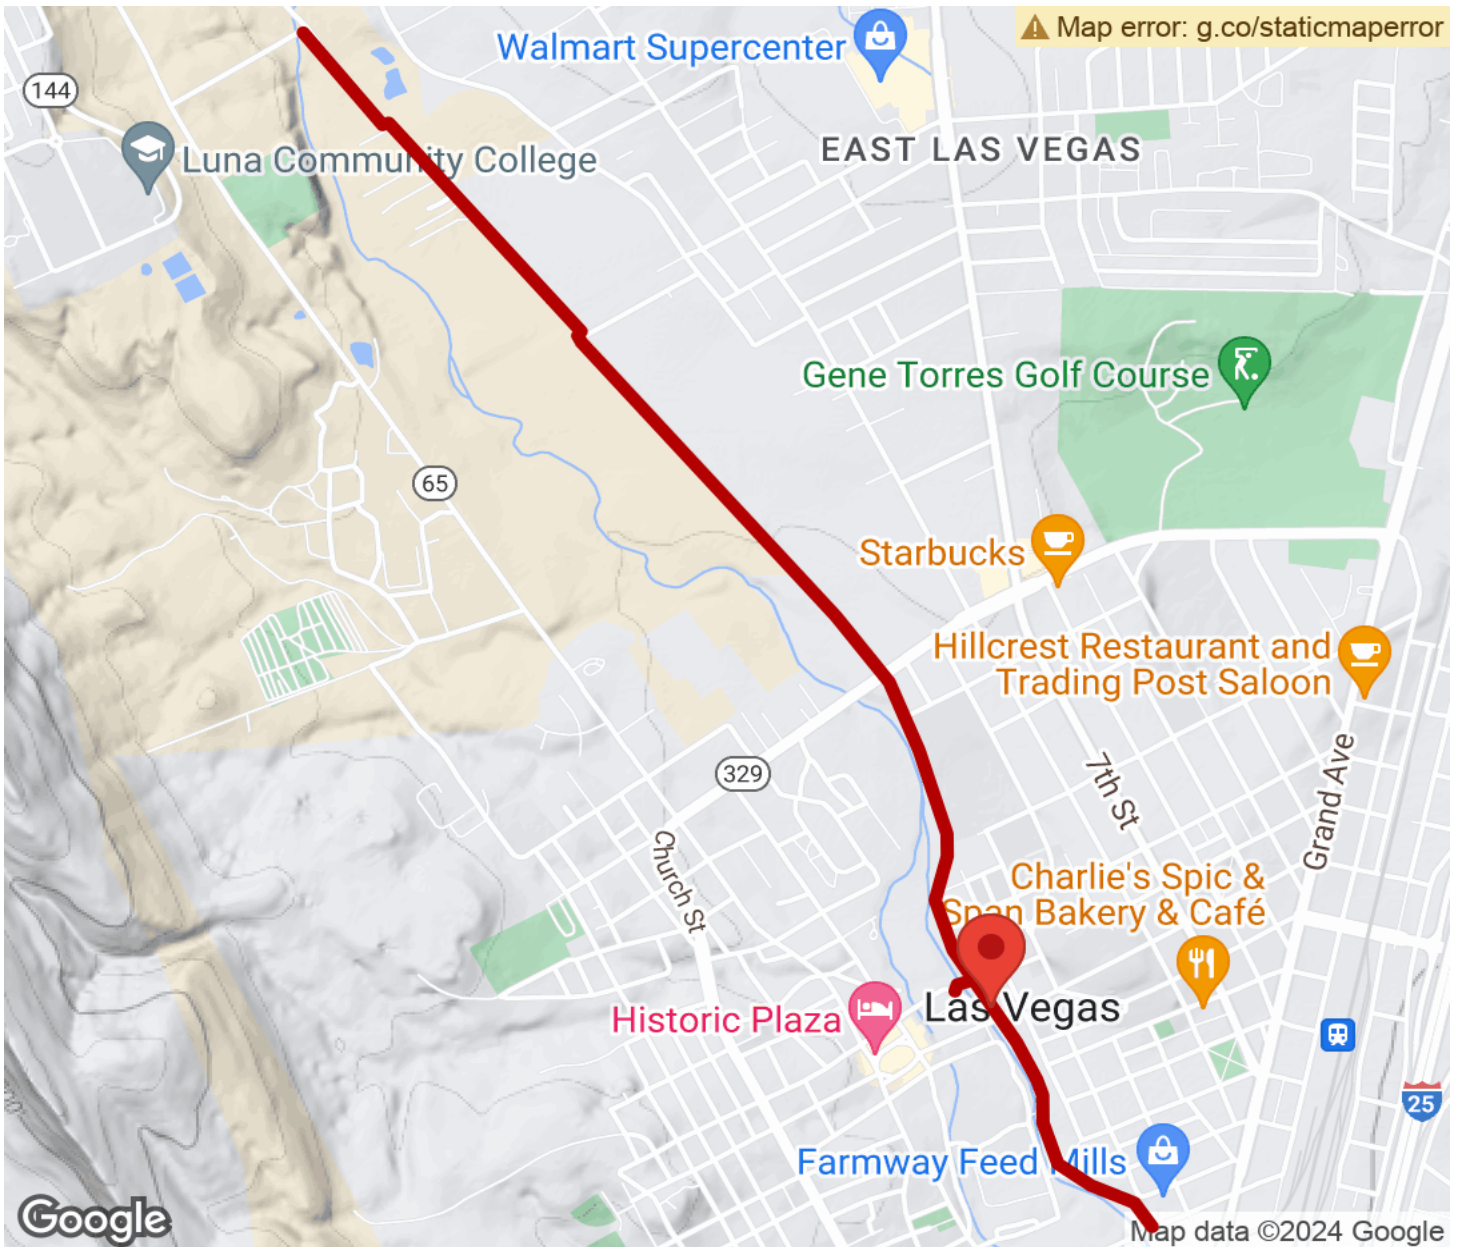 Map error: g.co/staticmaperror
Walmart Supercenter
144
EAST LAS VEGAS
Luna Community College
Gene Torres Golf Course
65
Starbucks
Hillcrest Restaurant and
Trading Post Saloon
329
7th St
Grand Ave
Church St
Charlie's Spic &
Span Bakery & Café
Las Vegas
Historic Plaza
25
Farmway Feed Mills
Google
Map data ©2024 Google